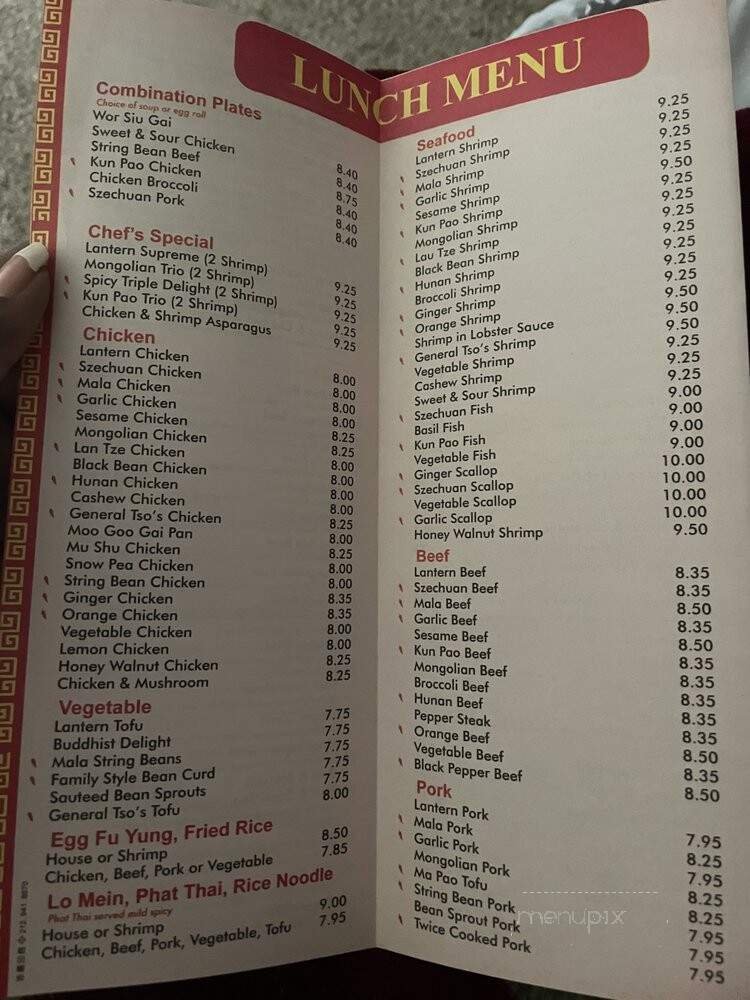 LUNCH MENU
Combination Plates
Choice of soup or egg roll
Wor Siu Gai 8.40
Sweet & Sour Chicken 8.40
String Bean Beef 8.75
Kun Pao Chicken 8.40
Chicken Broccoli 8.40
Szechuan Pork 8.40
Chef's Special
Lantern Supreme (2 Shrimp) 9.25
Mongolian Trio (2 Shrimp) 9.25
Spicy Triple Delight (2 Shrimp) 9.25
Kun Pao Trio (2 Shrimp) 9.25
Chicken & Shrimp Asparagus 9.25
Chicken
Lantern Chicken 8.00
Szechuan Chicken 8.00
Mala Chicken 8.00
Garlic Chicken 8.00
Sesame Chicken 8.25
Mongolian Chicken 8.25
Lan Tze Chicken 8.00
Black Bean Chicken 8.00
Hunan Chicken 8.00
Cashew Chicken 8.00
General Tso's Chicken 8.25
Moo Goo Gai Pan 8.00
Mu Shu Chicken 8.25
Snow Pea Chicken 8.00
String Bean Chicken 8.00
Ginger Chicken 8.35
Orange Chicken 8.35
Vegetable Chicken 8.00
Lemon Chicken 8.00
Honey Walnut Chicken 8.25
Chicken & Mushroom 8.25
Vegetable
Lantern Tofu 7.75
Buddhist Delight 7.75
Mala String Beans 7.75
Family Style Bean Curd 7.75
Sauteed Bean Sprouts 7.75
General Tso's Tofu 8.00
Egg Fu Yung, Fried Rice
House or Shrimp 8.50
Chicken, Beef, Pork or Vegetable 7.85
Lo Mein, Phat Thai, Rice Noodle
Phat Thai served mild spicy
House or Shrimp 9.00
Chicken, Beef, Pork, Vegetable, Tofu 7.95
Seafood
Lantern Shrimp 9.25
Szechuan Shrimp 9.25
Mala Shrimp 9.25
Garlic Shrimp 9.25
Sesame Shrimp 9.50
Kun Pao Shrimp 9.25
Mongolian Shrimp 9.25
Lau Tze Shrimp 9.25
Black Bean Shrimp 9.25
Hunan Shrimp 9.25
Broccoli Shrimp 9.25
Ginger Shrimp 9.25
Orange Shrimp 9.50
Shrimp in Lobster Sauce 9.50
General Tso's Shrimp 9.50
Vegetable Shrimp 9.25
Cashew Shrimp 9.25
Sweet & Sour Shrimp 9.25
Szechuan Fish 9.00
Basil Fish 9.00
Kun Pao Fish 9.00
Vegetable Fish 9.00
Ginger Scallop 10.00
Szechuan Scallop 10.00
Vegetable Scallop 10.00
Garlic Scallop 10.00
Honey Walnut Shrimp 9.50
Beef
Lantern Beef 8.35
Szechuan Beef 8.35
Mala Beef 8.50
Garlic Beef 8.35
Sesame Beef 8.50
Kun Pao Beef 8.35
Mongolian Beef 8.35
Broccoli Beef 8.35
Hunan Beef 8.35
Pepper Steak 8.35
Orange Beef 8.50
Vegetable Beef 8.35
Black Pepper Beef 8.50
Pork
Lantern Pork 7.95
Mala Pork 8.25
Garlic Pork 7.95
Mongolian Pork 8.25
Ma Pao Tofu 8.25
String Bean Pork 7.95
Bean Sprout Pork 7.95
Twice Cooked Pork 7.95
menupix